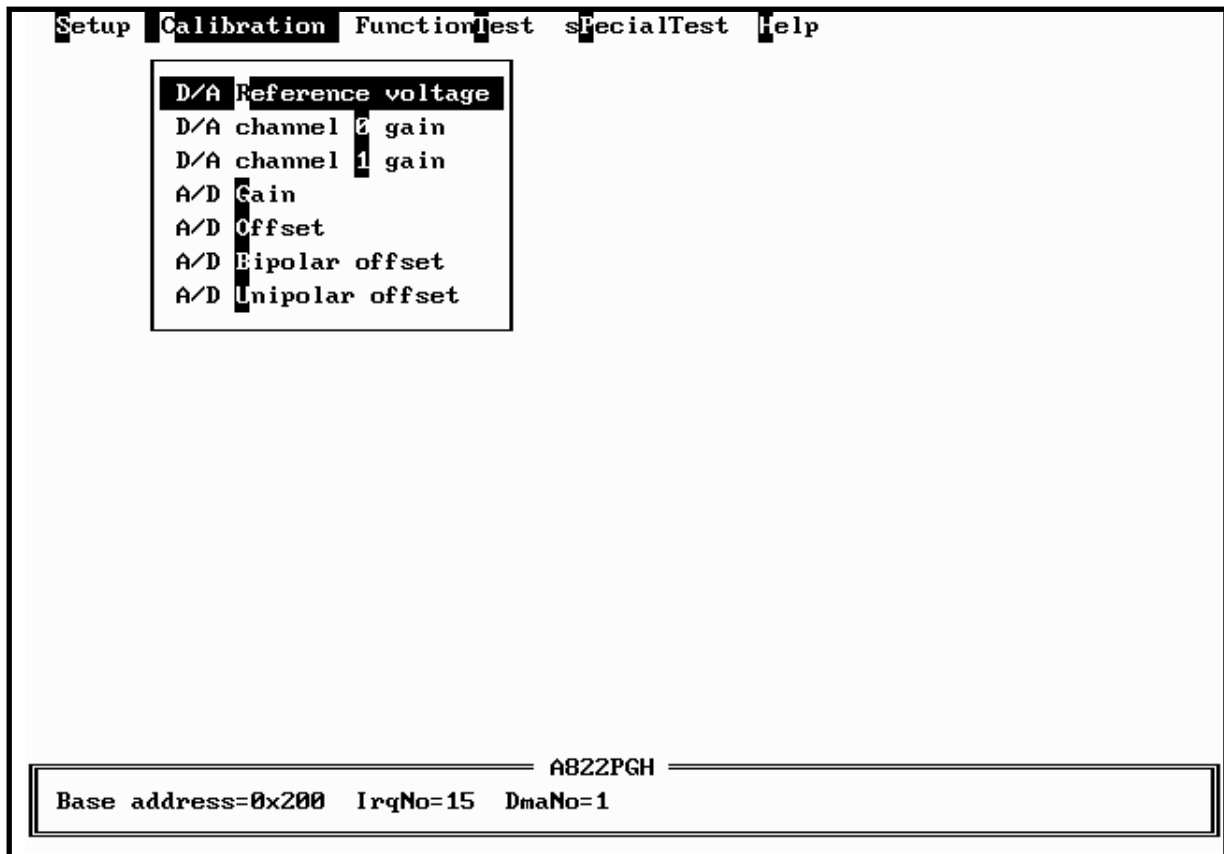 Setup Calibration FunctionTest sPecialTest Help
D/A Reference voltage
D/A channel 0 gain
D/A channel 1 gain
A/D Gain
A/D Offset
A/D Bipolar offset
A/D Unipolar offset
A822PGH
Base address=0x200 IrqNo=15 DmaNo=1